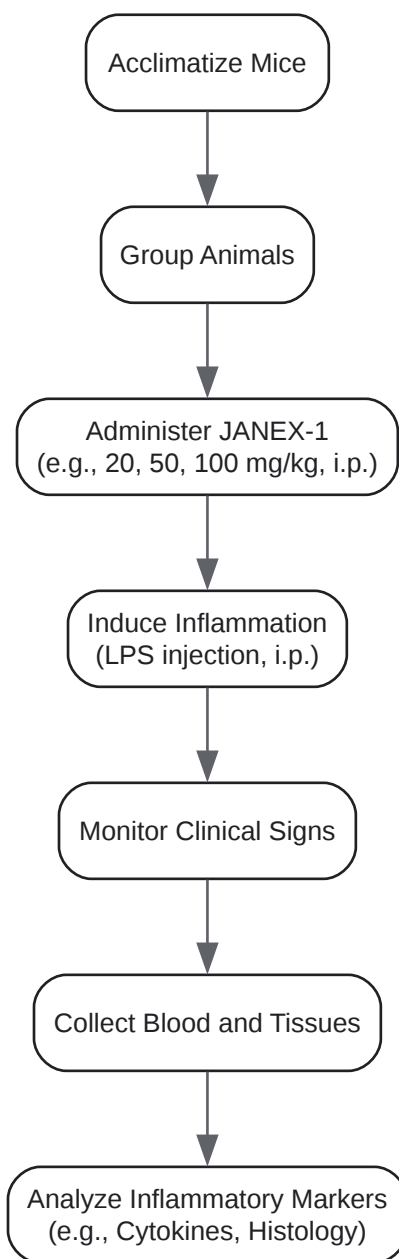 Acclimatize Mice
Group Animals
Administer JANEX-1
(e.g., 20, 50, 100 mg/kg, i.p.)
Induce Inflammation
(LPS injection, i.p.)
Monitor Clinical Signs
Collect Blood and Tissues
Analyze Inflammatory Markers
(e.g., Cytokines, Histology)